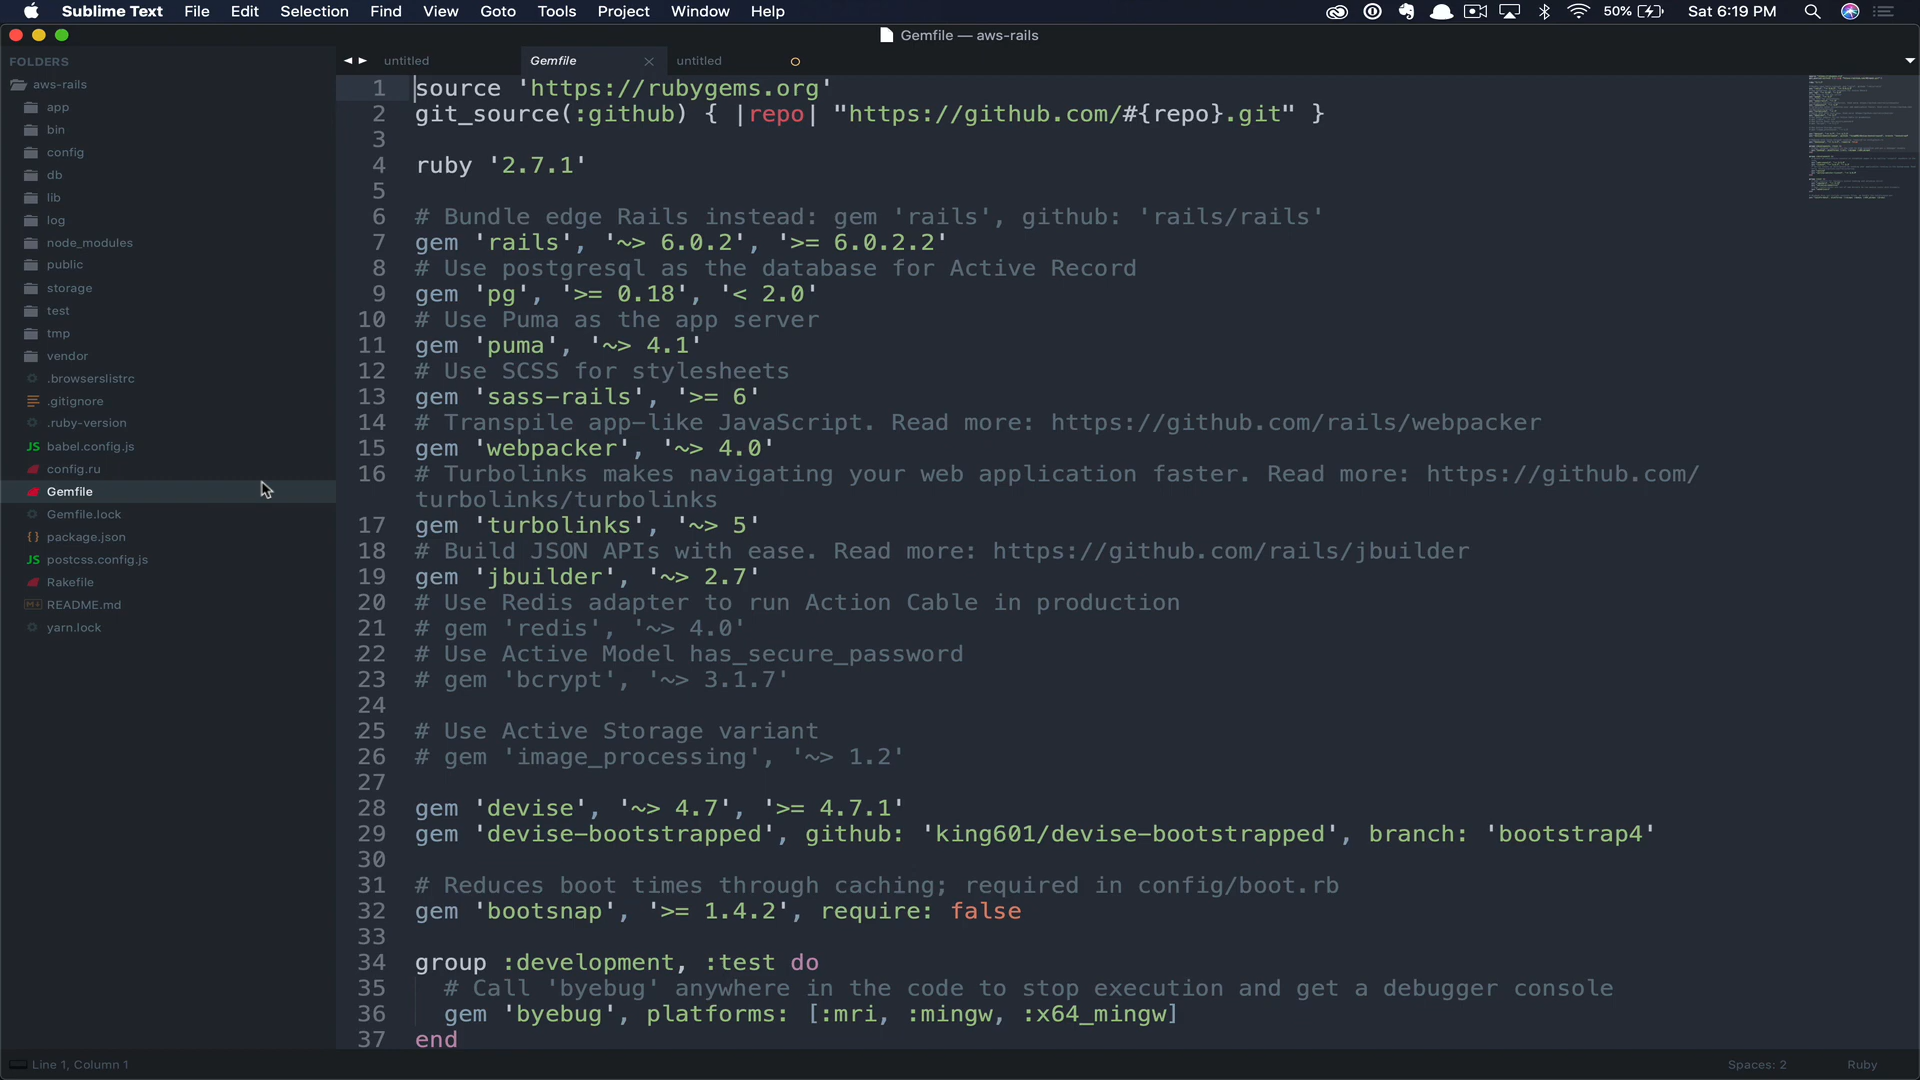 Sublime Text File Edit Selection Find View Goto Tools Project Window Help 50% Sat 6:19 PM
Gemfile — aws-rails
FOLDERS
aws-rails
app
bin
config
db
lib
log
node_modules
public
storage
test
tmp
vendor
.browserslistrc
.gitignore
.ruby-version
JS babel.config.js
config.ru
Gemfile
Gemfile.lock
{} package.json
JS postcss.config.js
Rakefile
README.md
yarn.lock
untitled Gemfile × untitled
1 source 'https://rubygems.org'
2 git_source(:github) { |repo| "https://github.com/#{repo}.git" }
3
4 ruby '2.7.1'
5
6 # Bundle edge Rails instead: gem 'rails', github: 'rails/rails'
7 gem 'rails', '~> 6.0.2', '>= 6.0.2.2'
8 # Use postgresql as the database for Active Record
9 gem 'pg', '>= 0.18', '< 2.0'
10 # Use Puma as the app server
11 gem 'puma', '~> 4.1'
12 # Use SCSS for stylesheets
13 gem 'sass-rails', '>= 6'
14 # Transpile app-like JavaScript. Read more: https://github.com/rails/webpacker
15 gem 'webpacker', '~> 4.0'
16 # Turbolinks makes navigating your web application faster. Read more: https://github.com/
turbolinks/turbolinks
17 gem 'turbolinks', '~> 5'
18 # Build JSON APIs with ease. Read more: https://github.com/rails/jbuilder
19 gem 'jbuilder', '~> 2.7'
20 # Use Redis adapter to run Action Cable in production
21 # gem 'redis', '~> 4.0'
22 # Use Active Model has_secure_password
23 # gem 'bcrypt', '~> 3.1.7'
24
25 # Use Active Storage variant
26 # gem 'image_processing', '~> 1.2'
27
28 gem 'devise', '~> 4.7', '>= 4.7.1'
29 gem 'devise-bootstrapped', github: 'king601/devise-bootstrapped', branch: 'bootstrap4'
30
31 # Reduces boot times through caching; required in config/boot.rb
32 gem 'bootsnap', '>= 1.4.2', require: false
33
34 group :development, :test do
35 # Call 'byebug' anywhere in the code to stop execution and get a debugger console
36 gem 'byebug', platforms: [:mri, :mingw, :x64_mingw]
37 end
Line 1, Column 1 Spaces: 2 Ruby